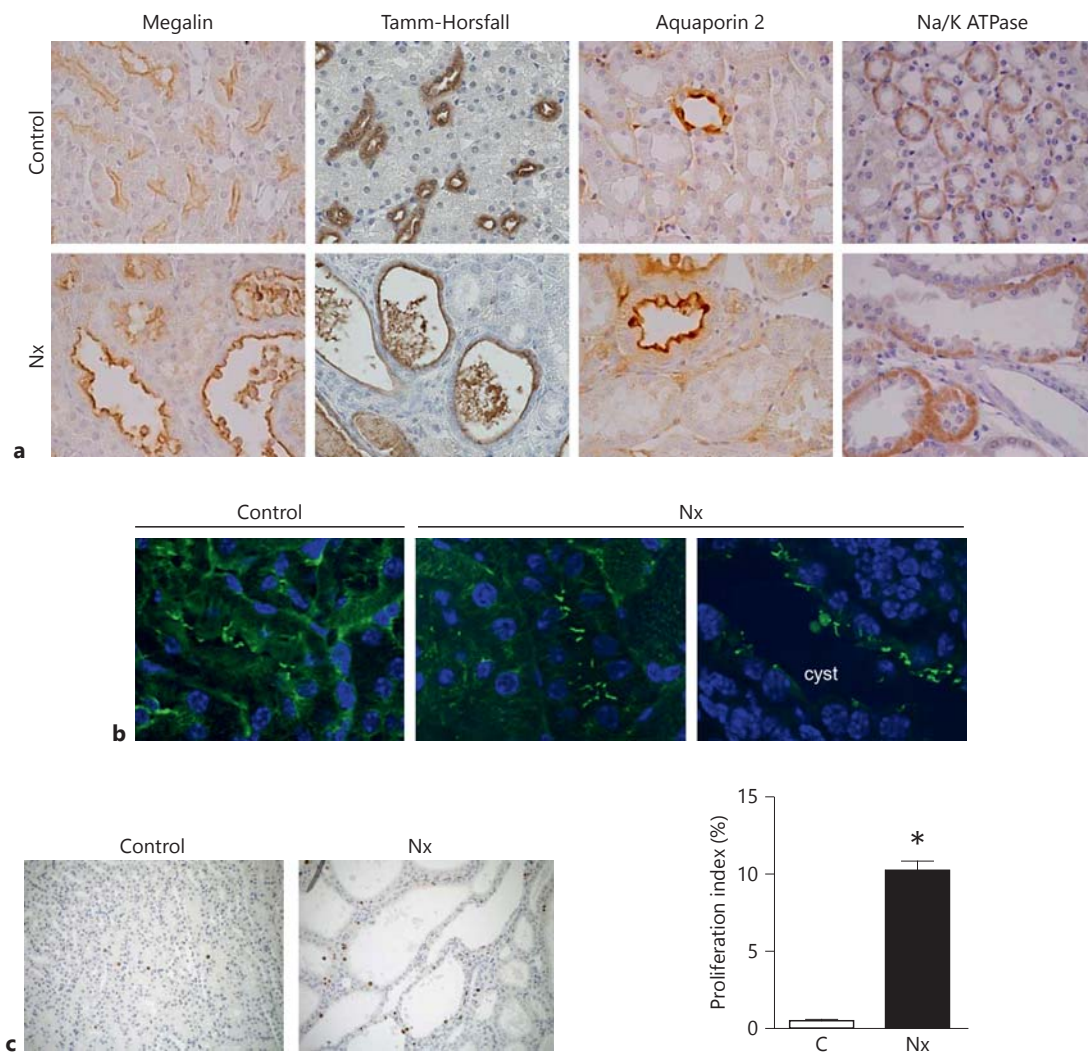 Megalin Tamm-Horsfall Aquaporin 2 Na/K ATPase
Control
Nx
a
Control Nx
cyst
b
Control Nx
c
Proliferation index (%)
15
10
5
0
*
C Nx